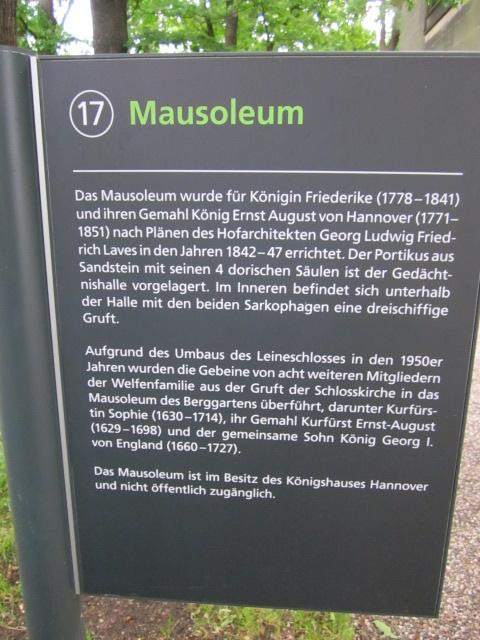 17 Mausoleum
Das Mausoleum wurde für Königin Friederike (1778–1841)
und ihren Gemahl König Ernst August von Hannover (1771–
1851) nach Plänen des Hofarchitekten Georg Ludwig Fried-
rich Laves in den Jahren 1842–47 errichtet. Der Portikus aus
Sandstein mit seinen 4 dorischen Säulen ist der Gedächt-
nishalle vorgelagert. Im Inneren befindet sich unterhalb
der Halle mit den beiden Sarkophagen eine dreischiffige
Gruft.
Aufgrund des Umbaus des Leineschlosses in den 1950er
Jahren wurden die Gebeine von acht weiteren Mitgliedern
der Welfenfamilie aus der Gruft der Schlosskirche in das
Mausoleum des Berggartens überführt, darunter Kurfürs-
tin Sophie (1630–1714), ihr Gemahl Kurfürst Ernst-August
(1629–1698) und der gemeinsame Sohn König Georg I.
von England (1660–1727).
Das Mausoleum ist im Besitz des Königshauses Hannover
und nicht öffentlich zugänglich.